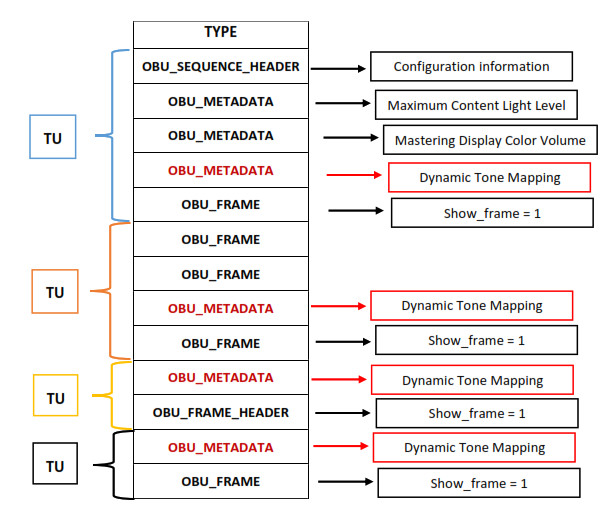 TYPE
OBU_SEQUENCE_HEADER
Configuration information
OBU_METADATA
Maximum Content Light Level
TU
OBU_METADATA
Mastering Display Color Volume
OBU_METADATA
Dynamic Tone Mapping
OBU_FRAME
Show_frame = 1
OBU_FRAME
OBU_FRAME
TU
OBU_METADATA
Dynamic Tone Mapping
OBU_FRAME
Show_frame = 1
OBU_METADATA
Dynamic Tone Mapping
TU
OBU_FRAME_HEADER
Show_frame = 1
OBU_METADATA
Dynamic Tone Mapping
TU
OBU_FRAME
Show_frame = 1